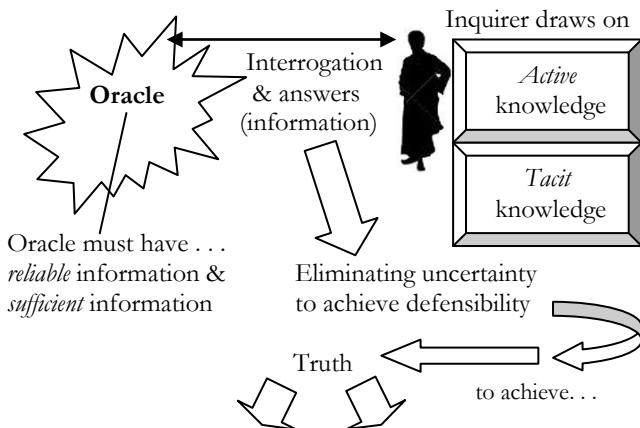 Oracle
Interrogation
& answers
(information)
Inquirer draws on
Active
knowledge
Tacit
knowledge
Oracle must have . . .
reliable information &
sufficient information
Eliminating uncertainty
to achieve defensibility
to achieve. . .
Truth